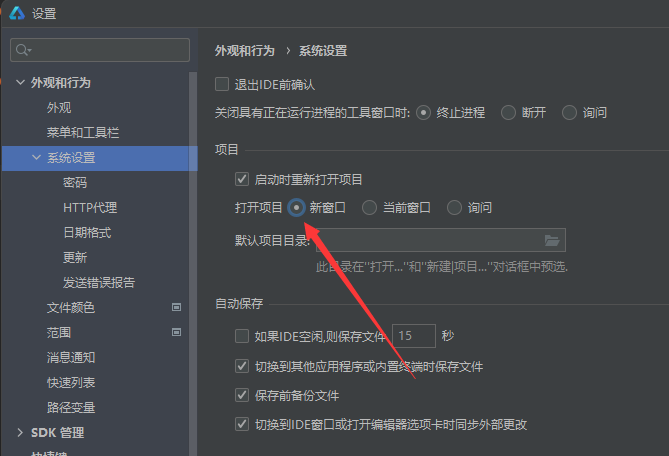 设置
外观和行为
外观
菜单和工具栏
系统设置
密码
HTTP代理
日期格式
更新
发送错误报告
文件颜色
范围
消息通知
快速列表
路径变量
SDK 管理
快捷键
外观和行为 › 系统设置
退出IDE前确认
关闭具有正在运行进程的工具窗口时: 终止进程 断开 询问
项目
启动时重新打开项目
打开项目 新窗口 当前窗口 询问
默认项目目录:
此目录在"打开..."和"新建|项目..."对话框中预选.
自动保存
如果IDE空闲,则保存文件 15 秒
切换到其他应用程序或内置终端时保存文件
保存前备份文件
切换到IDE窗口或打开编辑器选项卡时同步外部更改